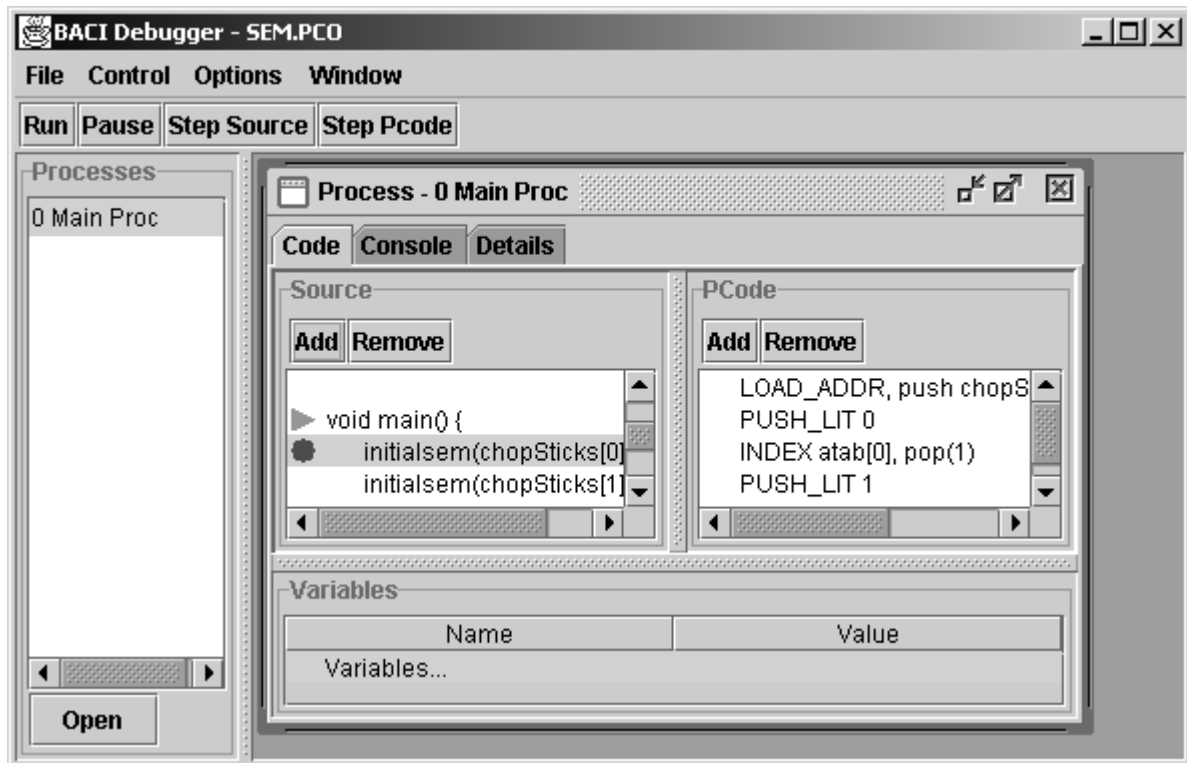 BACI Debugger - SEM.PCO
File Control Options Window
Run Pause Step Source Step Pcode
Processes
0 Main Proc
Open
Process - 0 Main Proc
Code Console Details
Source
Add Remove
void main() {
initialsem(chopSticks[0]
initialsem(chopSticks[1]
PCode
Add Remove
LOAD_ADDR, push chopS
PUSH_LIT 0
INDEX atab[0], pop(1)
PUSH_LIT 1
Variables
Name Value
Variables...